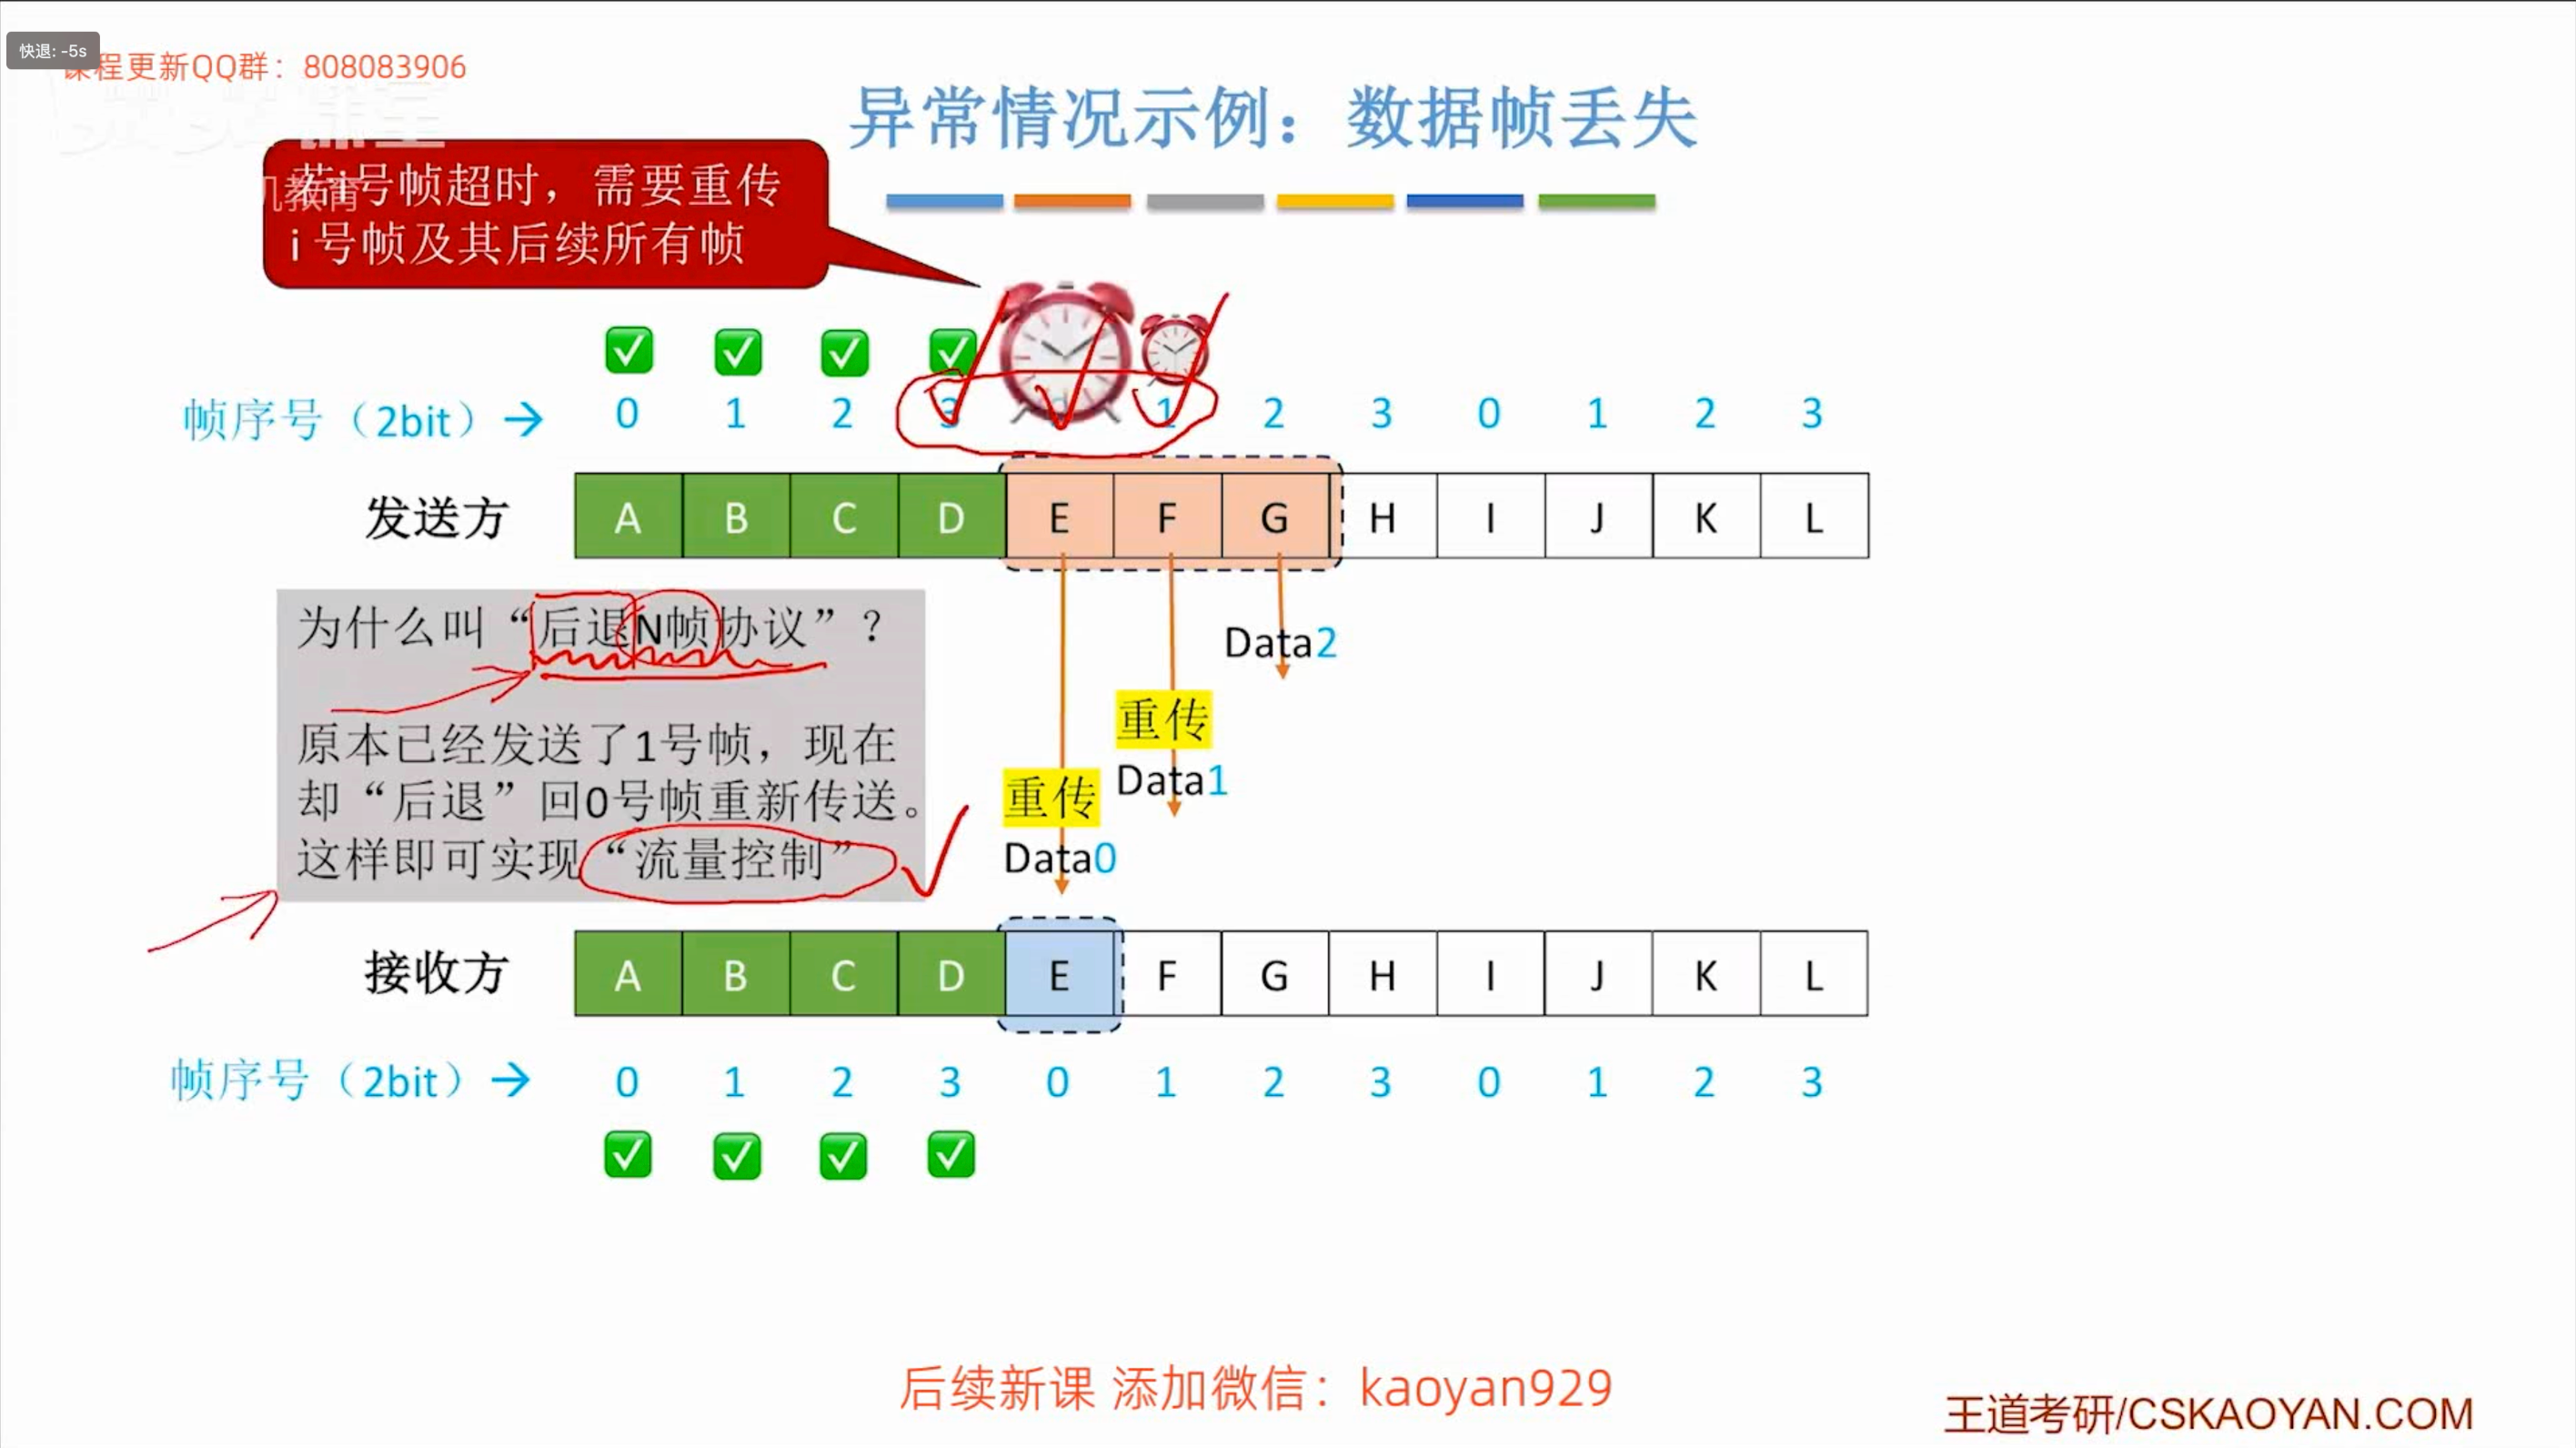 快退: -5s
课程更新QQ群：808083906
异常情况示例：数据帧丢失
若i号帧超时，需要重传
i 号帧及其后续所有帧
帧序号（2bit）→ 0 1 2 3 1 2 3 0 1 2 3
发送方 A B C D E F G H I J K L
为什么叫“后退N帧协议”？
原本已经发送了1号帧，现在
却“后退”回0号帧重新传送。
这样即可实现“流量控制”
Data2
重传
Data1
重传
Data0
接收方 A B C D E F G H I J K L
帧序号（2bit）→ 0 1 2 3 0 1 2 3 0 1 2 3
后续新课 添加微信：kaoyan929
王道考研/CSKAOYAN.COM